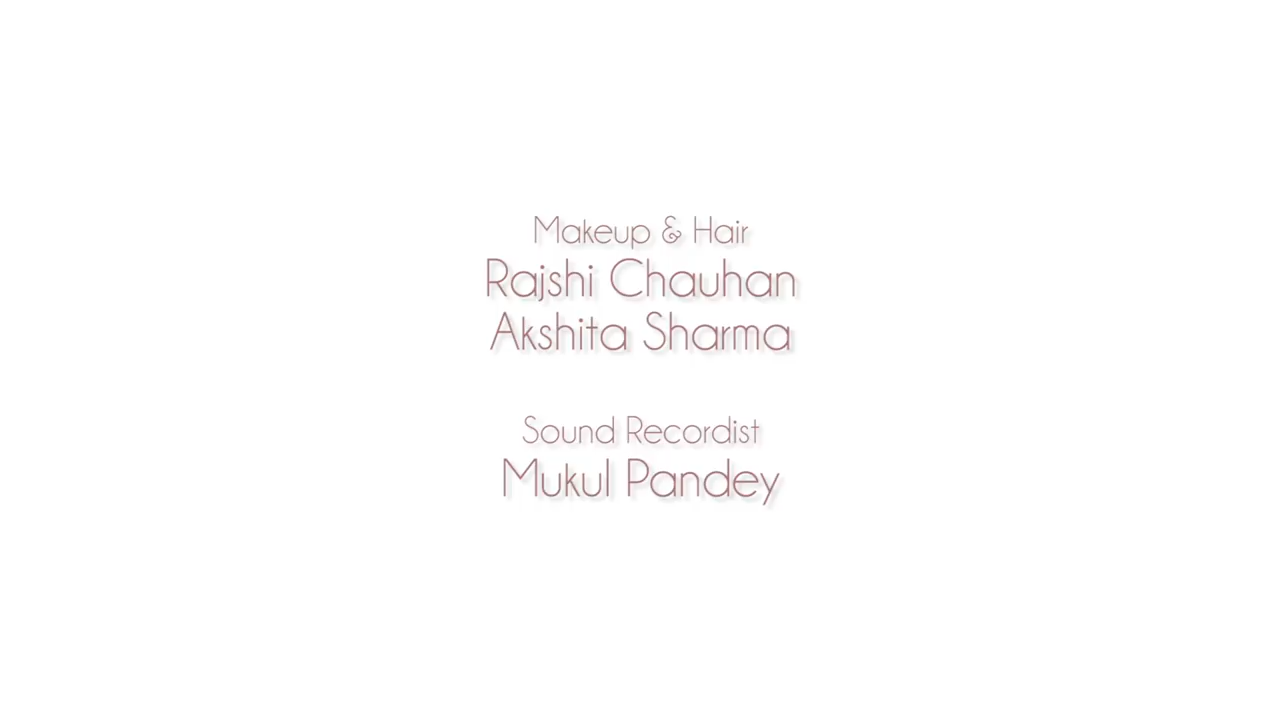 Makeup & Hair
Rajshi Chauhan
Akshita Sharma
Sound Recordist
Mukul Pandey